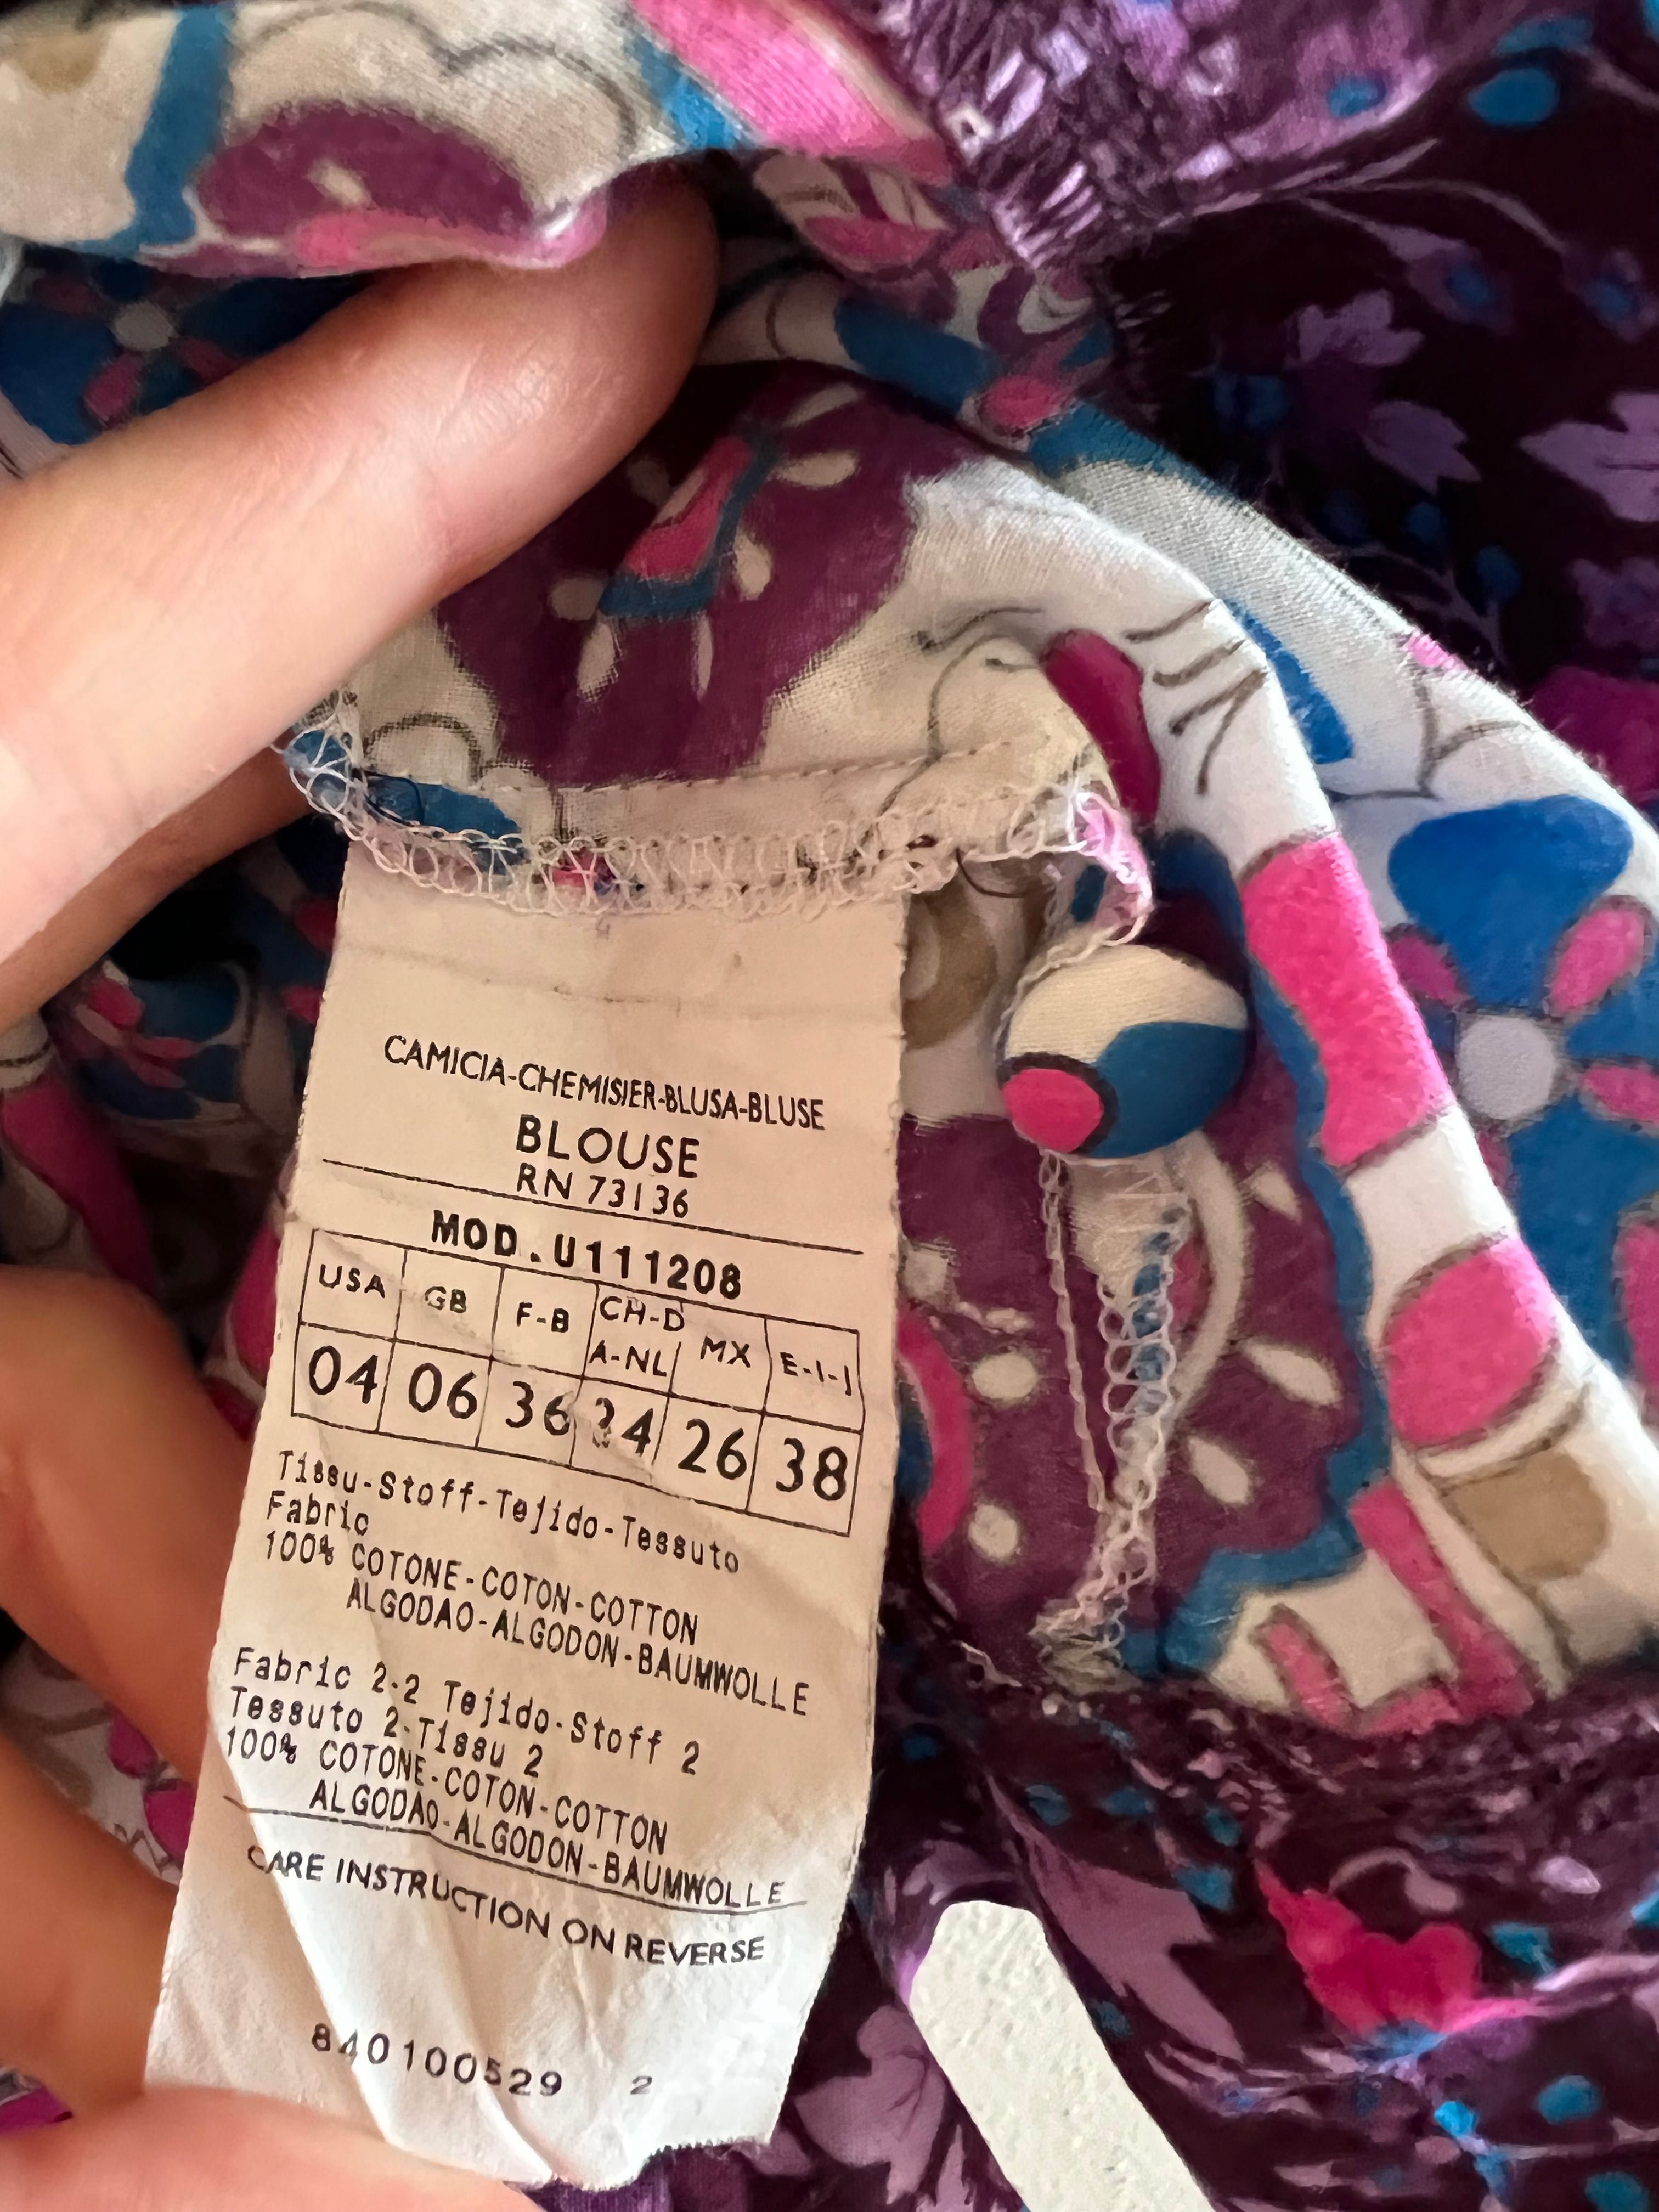 CAMICIA-CHEMISIER-BLUSA-BLUSE
BLOUSE
RN 73136
MOD.U111208
USA GB F-B CH-D A-NL MX E-I-J
04 06 36 34 26 38
Tissu-Stoff-Tejido-Tessuto
Fabric
100% COTONE-COTON-COTTON
ALGODAO-ALGODON-BAUMWOLLE
Fabric 2-2 Tejido-Stoff 2
Tessuto 2-Tissu 2
100% COTONE-COTON-COTTON
ALGODAO-ALGODON-BAUMWOLLE
CARE INSTRUCTION ON REVERSE
840100529 2